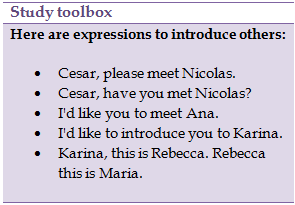 Study toolbox
Here are expressions to introduce others:
• Cesar, please meet Nicolas.
• Cesar, have you met Nicolas?
• I'd like you to meet Ana.
• I'd like to introduce you to Karina.
• Karina, this is Rebecca. Rebecca
this is Maria.